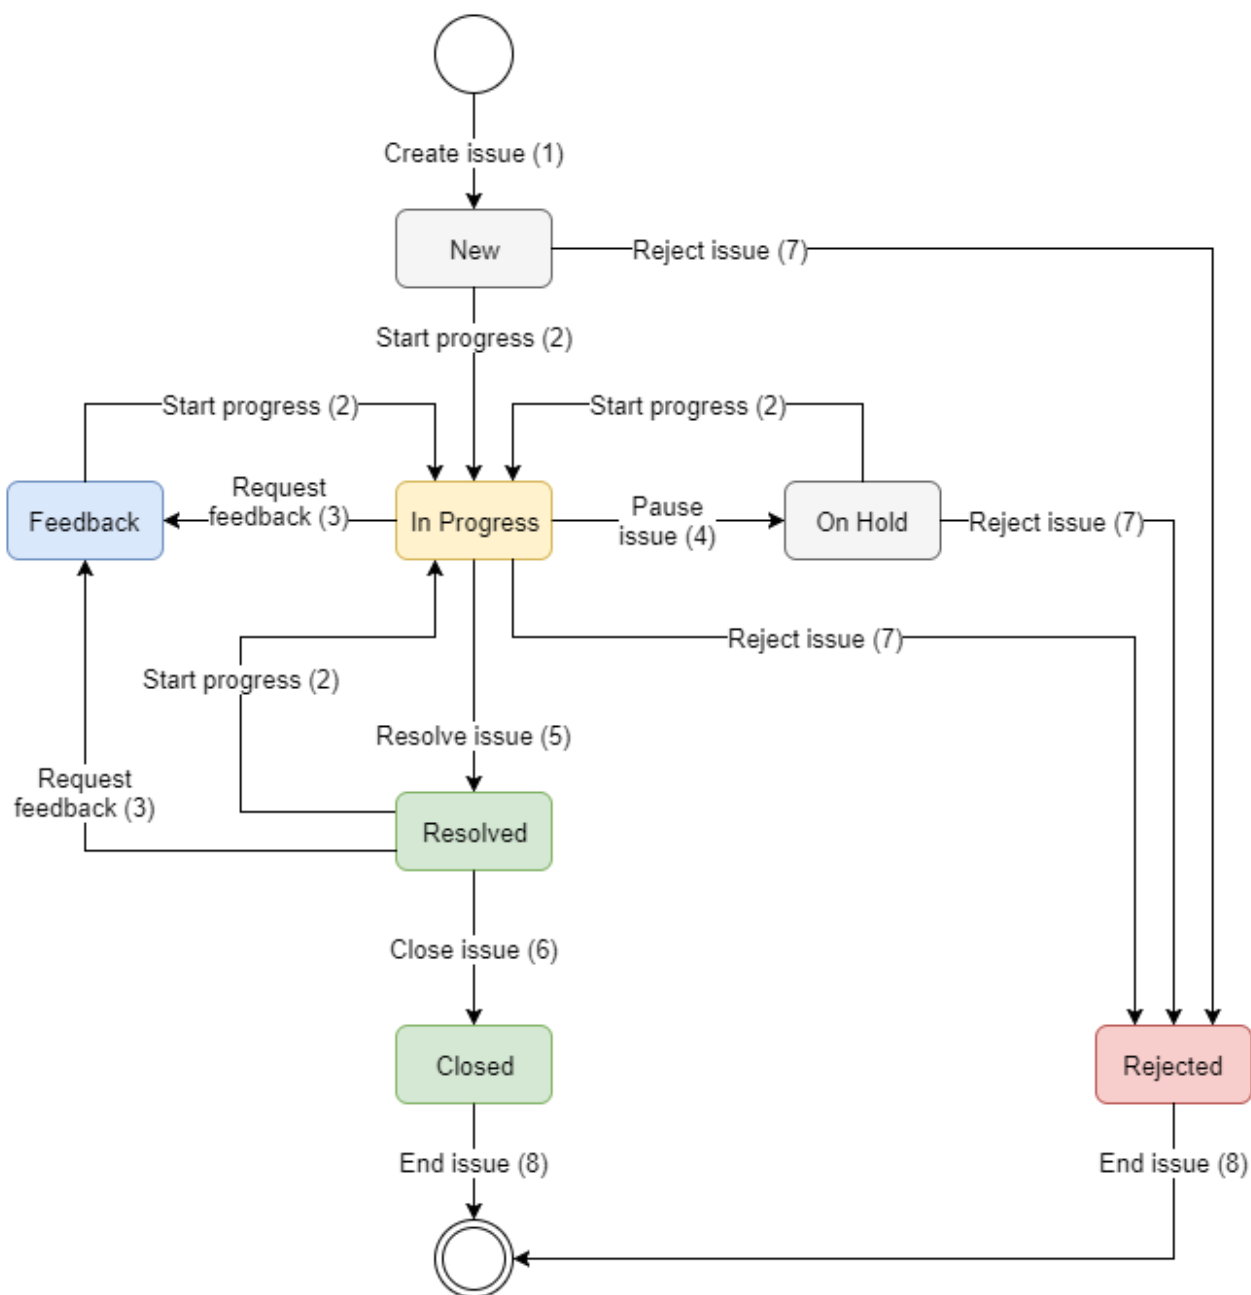 Create issue (1)
New
Reject issue (7)
Start progress (2)
Start progress (2)
Start progress (2)
Feedback
Request
feedback (3)
In Progress
Pause
issue (4)
On Hold
Reject issue (7)
Reject issue (7)
Start progress (2)
Resolve issue (5)
Request
feedback (3)
Resolved
Close issue (6)
Closed
Rejected
End issue (8)
End issue (8)